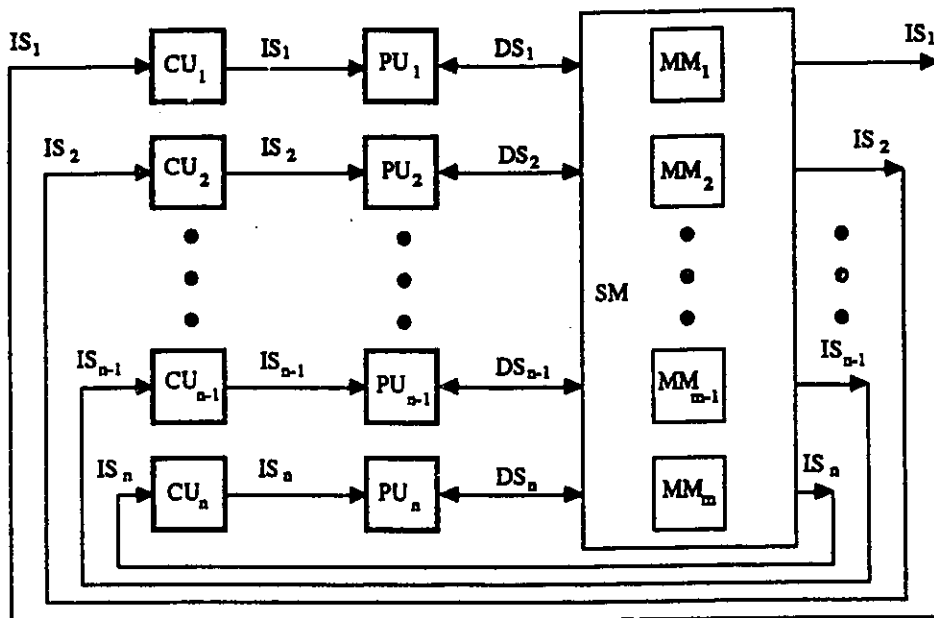 IS1 CU1 IS1 PU1 DS1 MM1 IS1
IS2 CU2 IS2 PU2 DS2 MM2 IS2
SM
ISn-1 CUn-1 ISn-1 PUn-1 DSn-1 MMm-1 ISn-1
ISn CUn ISn PUn DSn MMm ISn